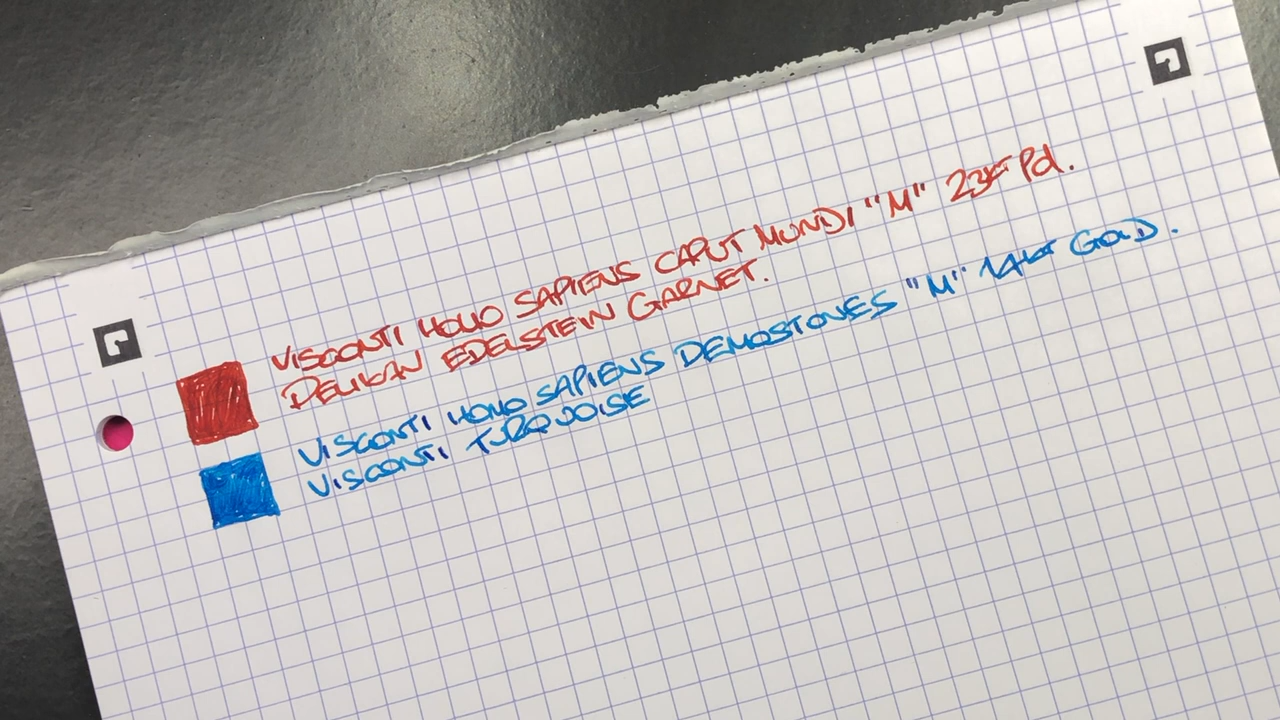 VISCONTI HOMO SAPIENS CAPUT MUNDI "M" 23kt Pd.
PELIKAN EDELSTEIN GARNET.
VISCONTI HOMO SAPIENS DEMOSTONES "M" 14kt GOLD.
VISCONTI TURQUOISE